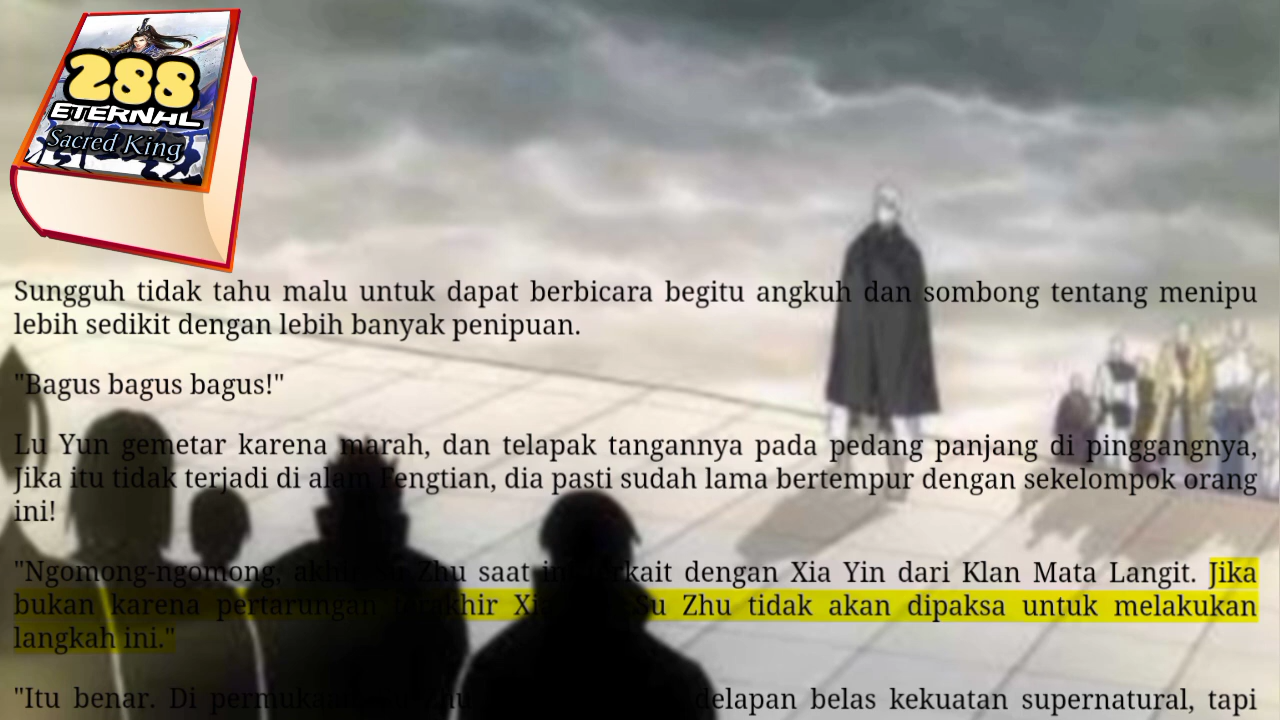 288
ETERNAL
Sacred King
Sungguh tidak tahu malu untuk dapat berbicara begitu angkuh dan sombong tentang menipu
lebih sedikit dengan lebih banyak penipuan.
"Bagus bagus bagus!"
Lu Yun gemetar karena marah, dan telapak tangannya pada pedang panjang di pinggangnya,
Jika itu tidak terjadi di alam Fengtian, dia pasti sudah lama bertempur dengan sekelompok orang
ini!
"Ngomong-ngomong, akhir Zhu saat ini terkait dengan Xia Yin dari Klan Mata Langit. Jika
bukan karena pertarungan terakhir Su Zhu tidak akan dipaksa untuk melakukan
langkah ini."
"Itu benar. Di permukaan, delapan belas kekuatan supernatural, tapi